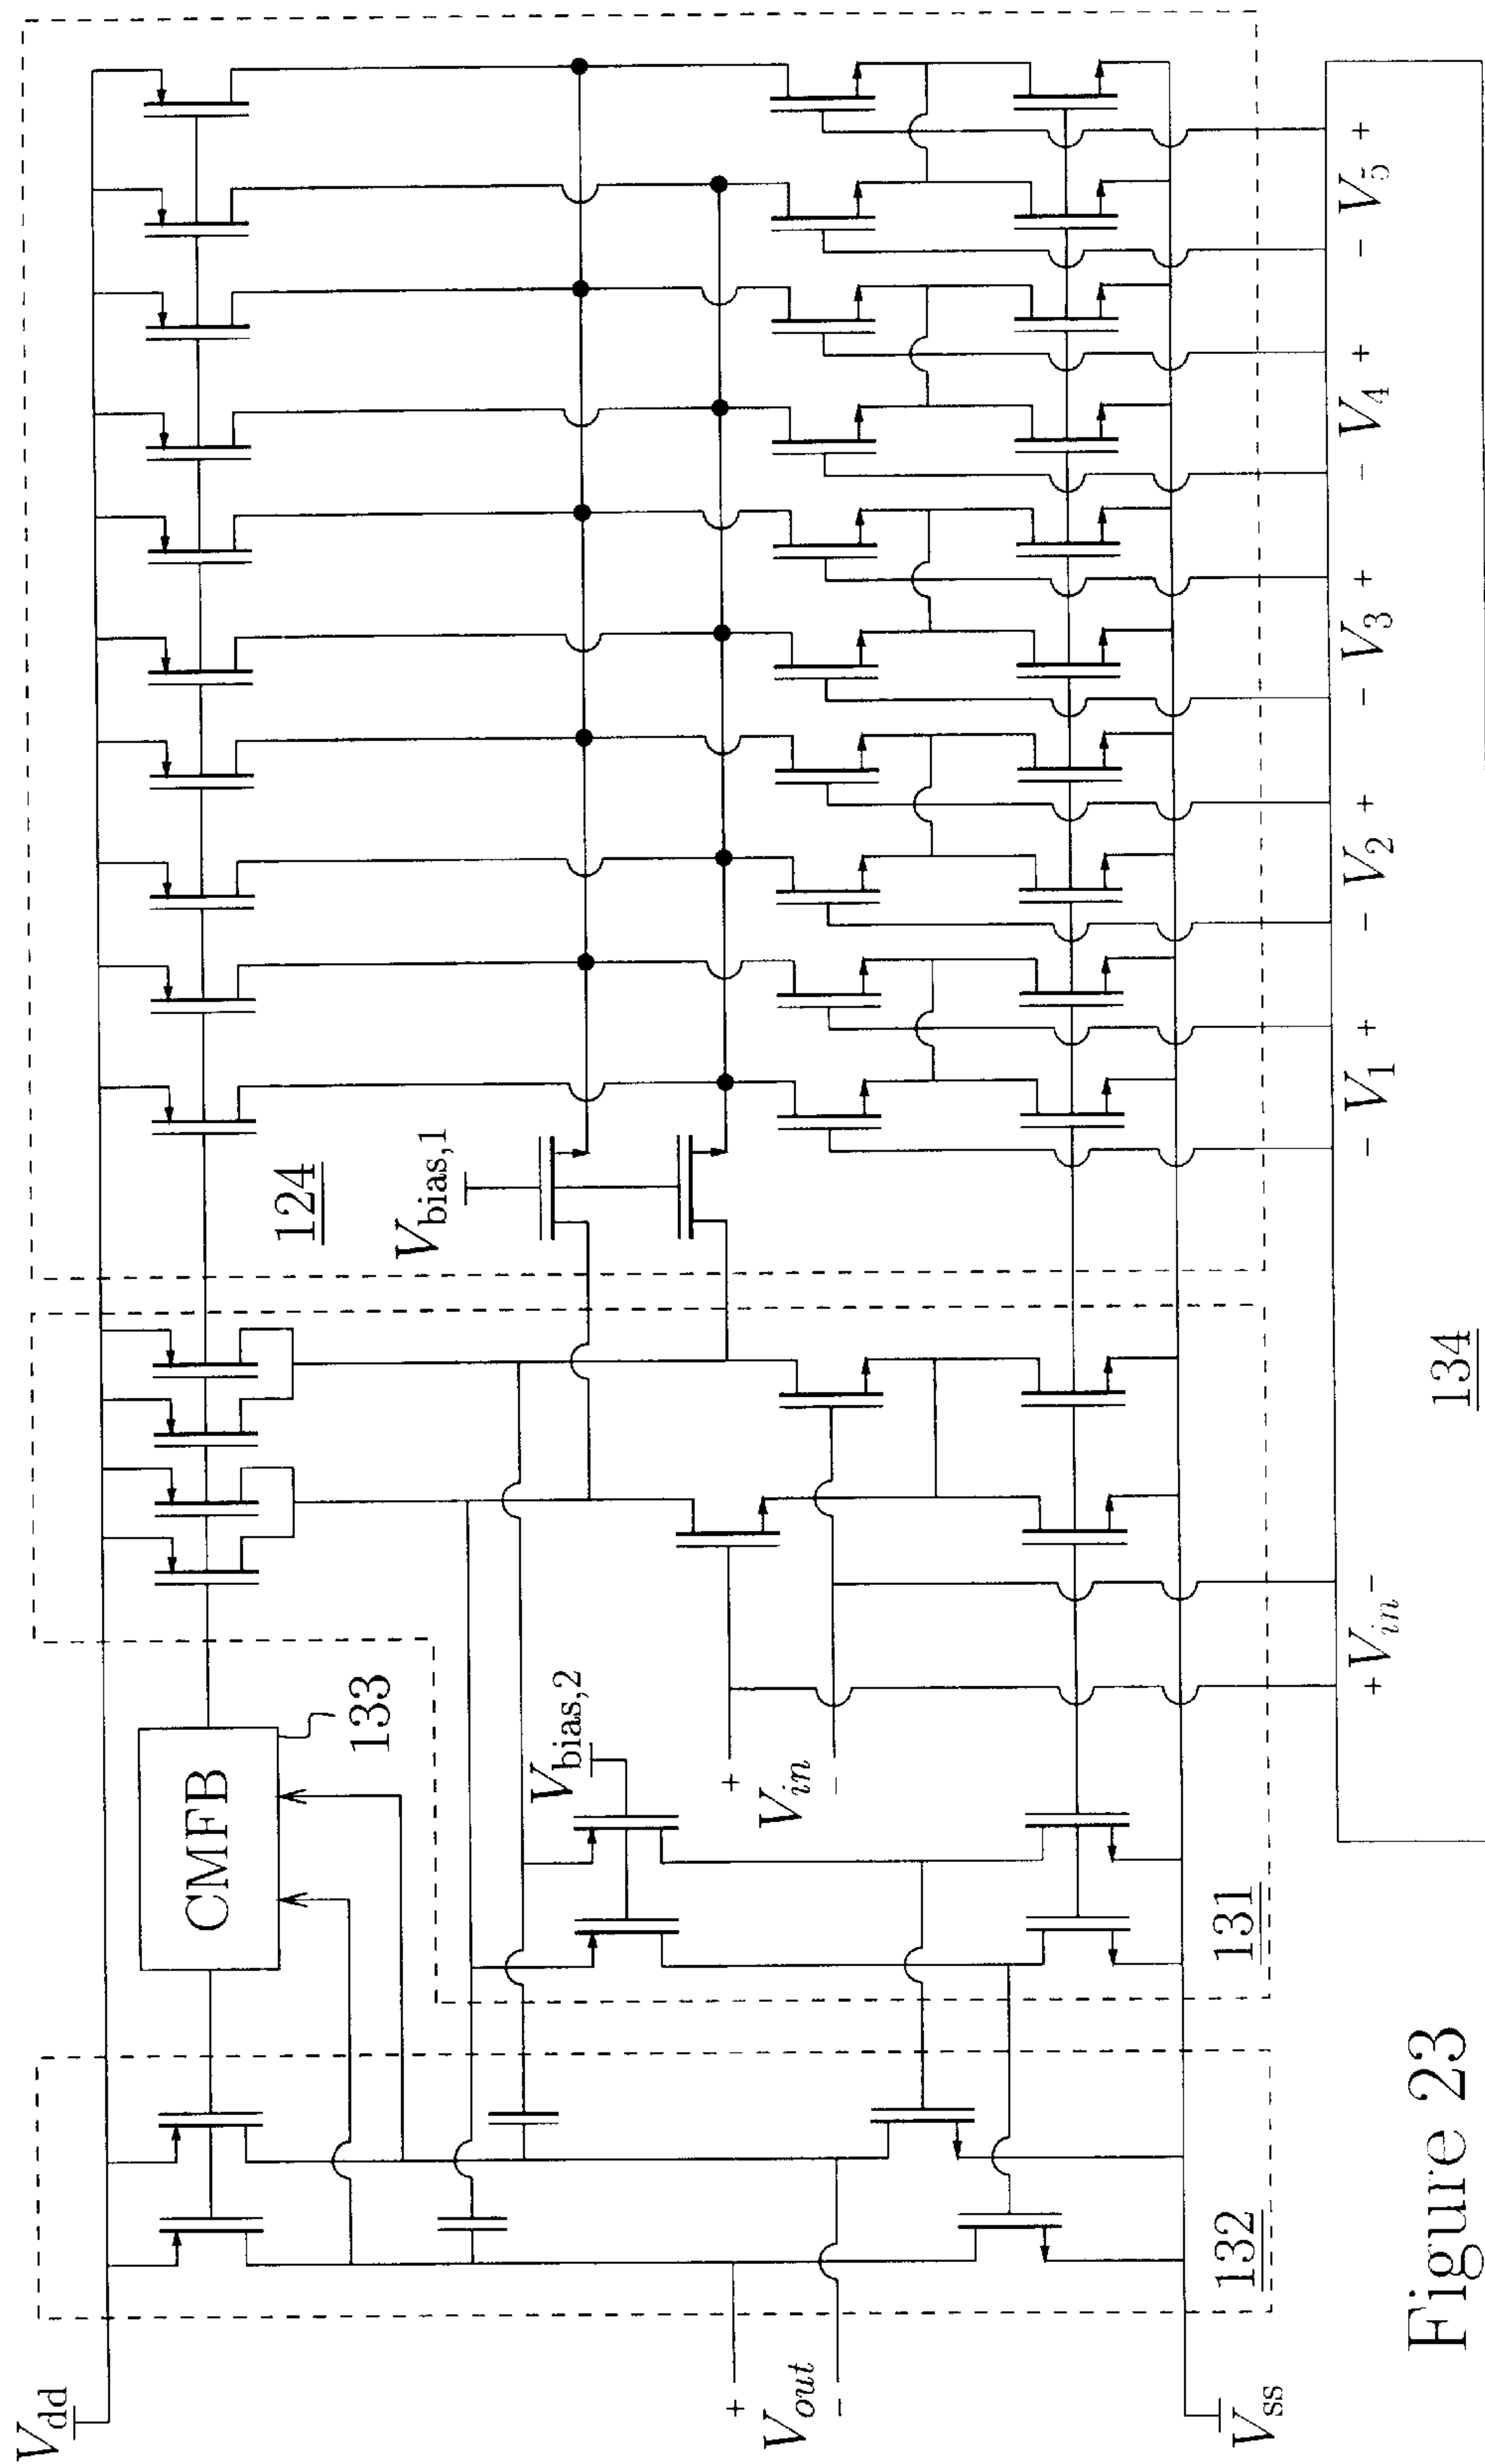 V_dd
CMFB
133
124
V_bias,1
V_bias,2
+
V_in
−
+
V_out
−
132
131
V_ss
+ V_in −
− V_1 +
− V_2 +
− V_3 +
− V_4 +
− V_5 +
134
Figure 23